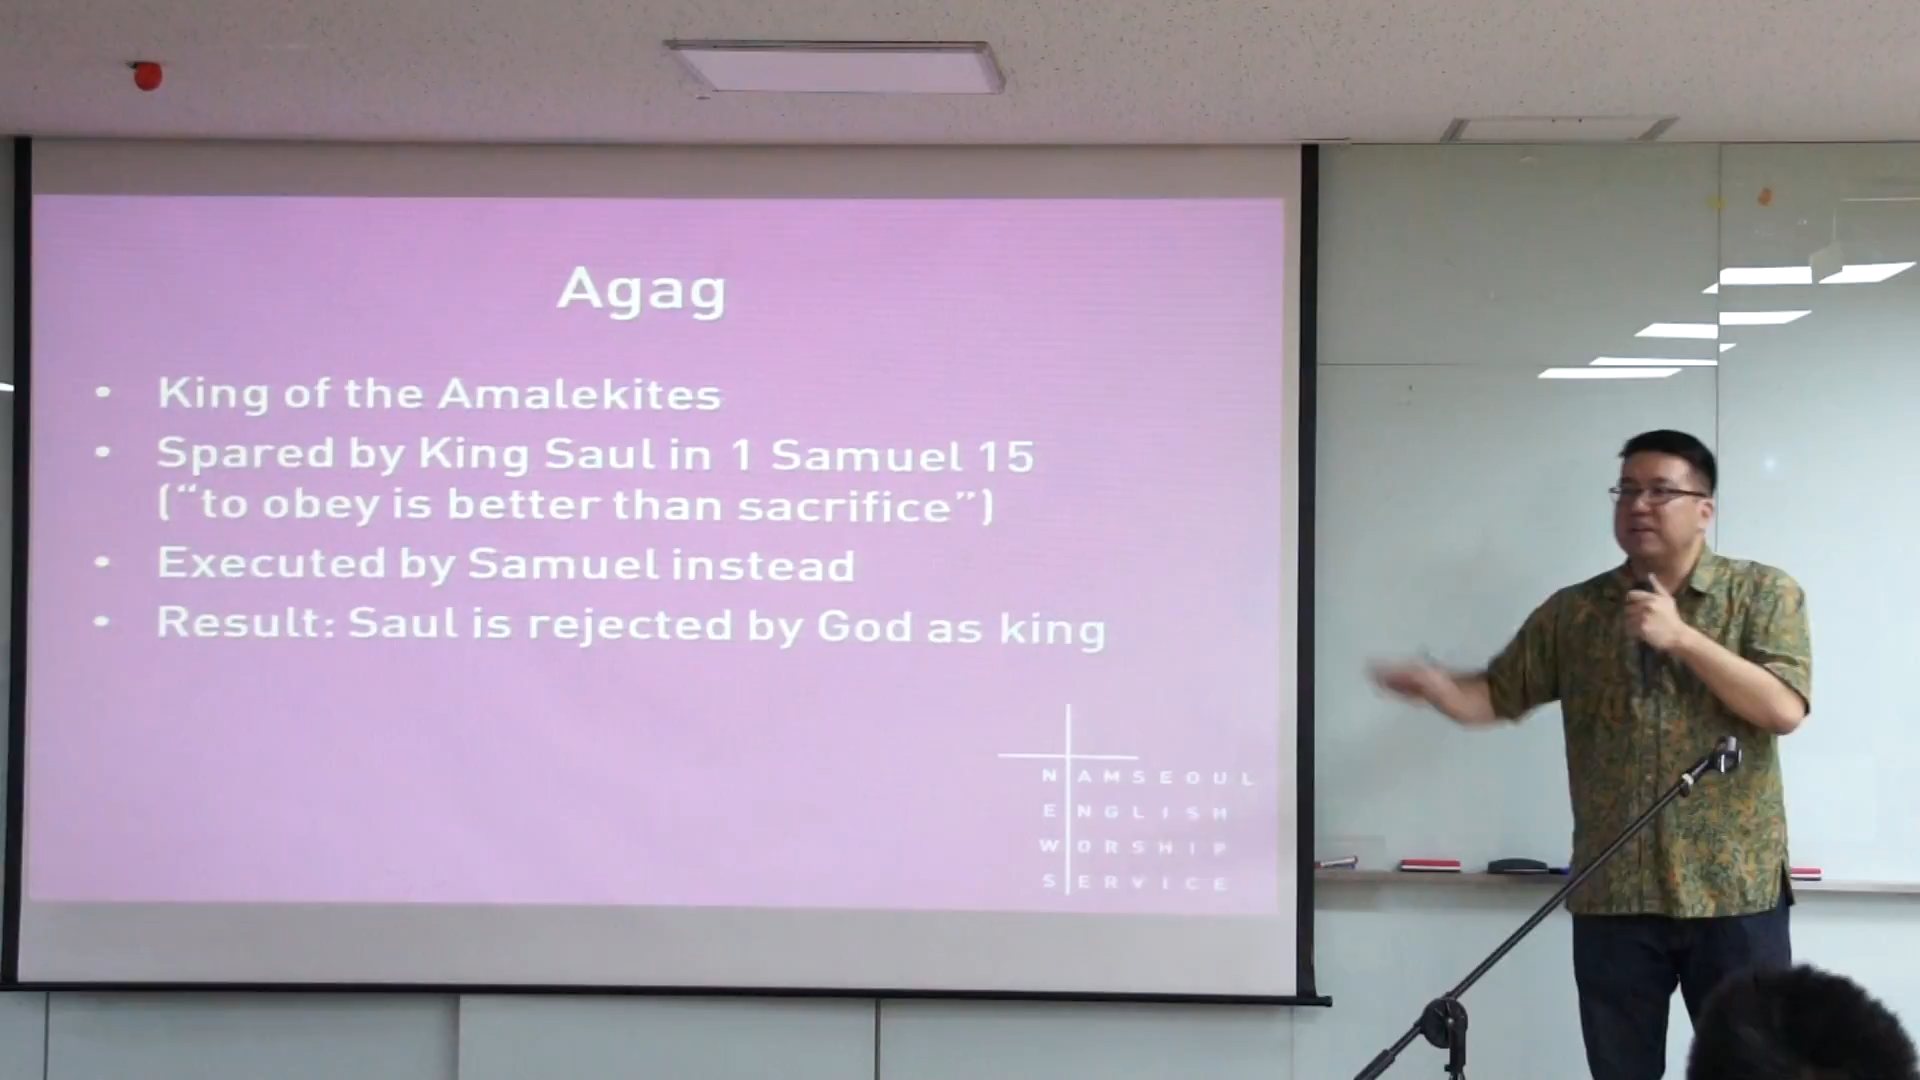 Agag
• King of the Amalekites
• Spared by King Saul in 1 Samuel 15
(“to obey is better than sacrifice”)
• Executed by Samuel instead
• Result: Saul is rejected by God as king
NAMSEOUL
ENGLISH
WORSHIP
SERVICE